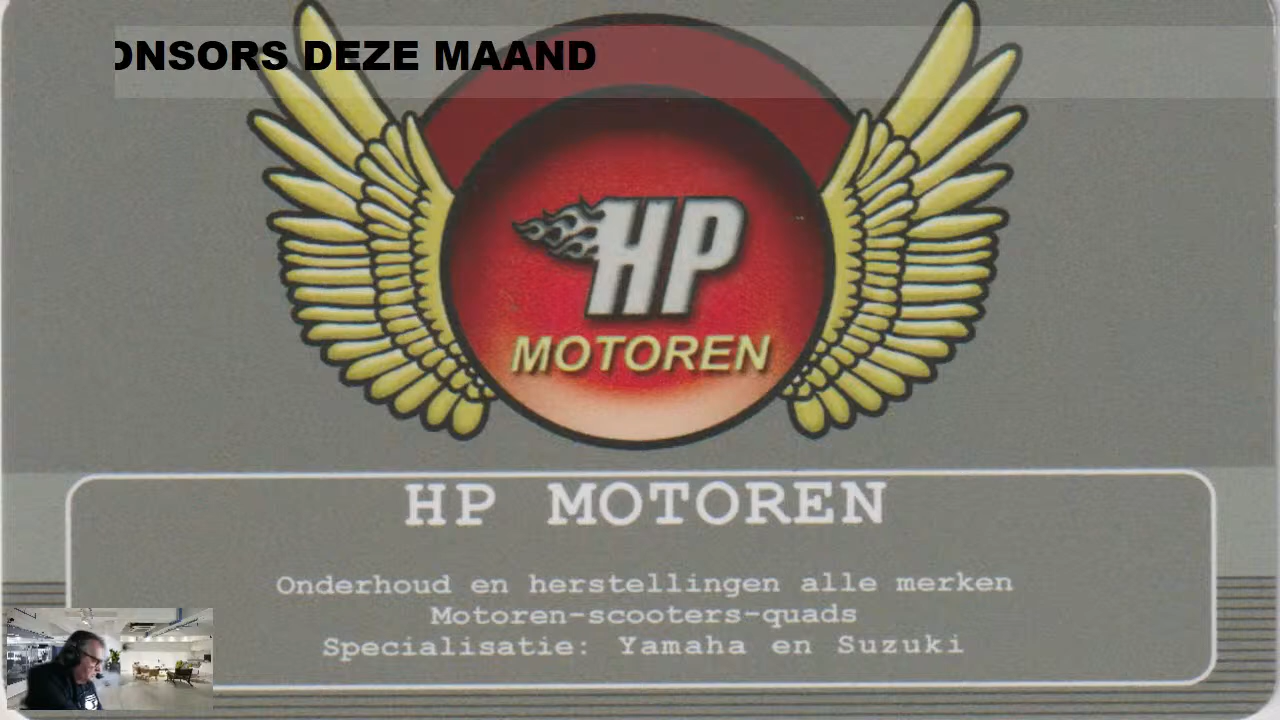 ONSORS DEZE MAAND
HP
MOTOREN
HP MOTOREN
Onderhoud en herstellingen alle merken
Motoren-scooters-quads
Specialisatie: Yamaha en Suzuki